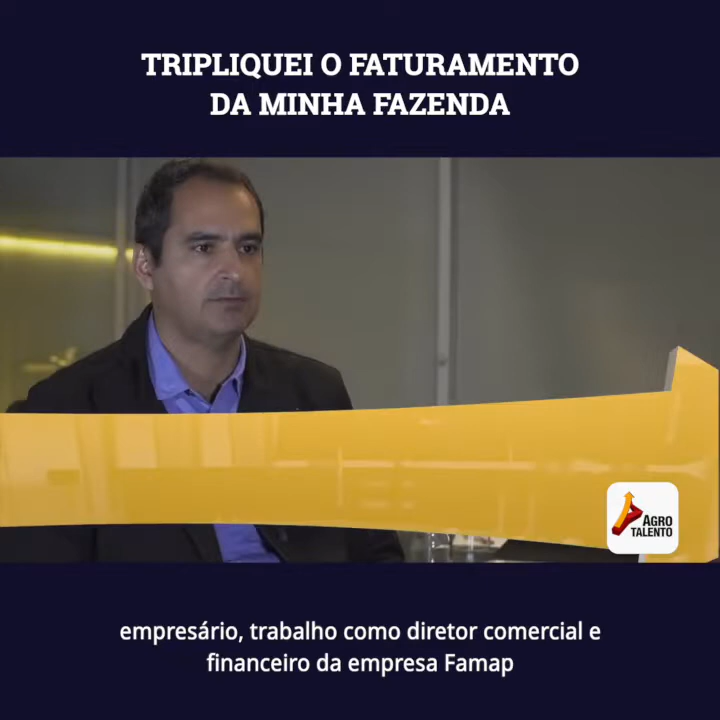 TRIPLIQUEI O FATURAMENTO
DA MINHA FAZENDA
AGRO
TALENTO
empresário, trabalho como diretor comercial e
financeiro da empresa Famap